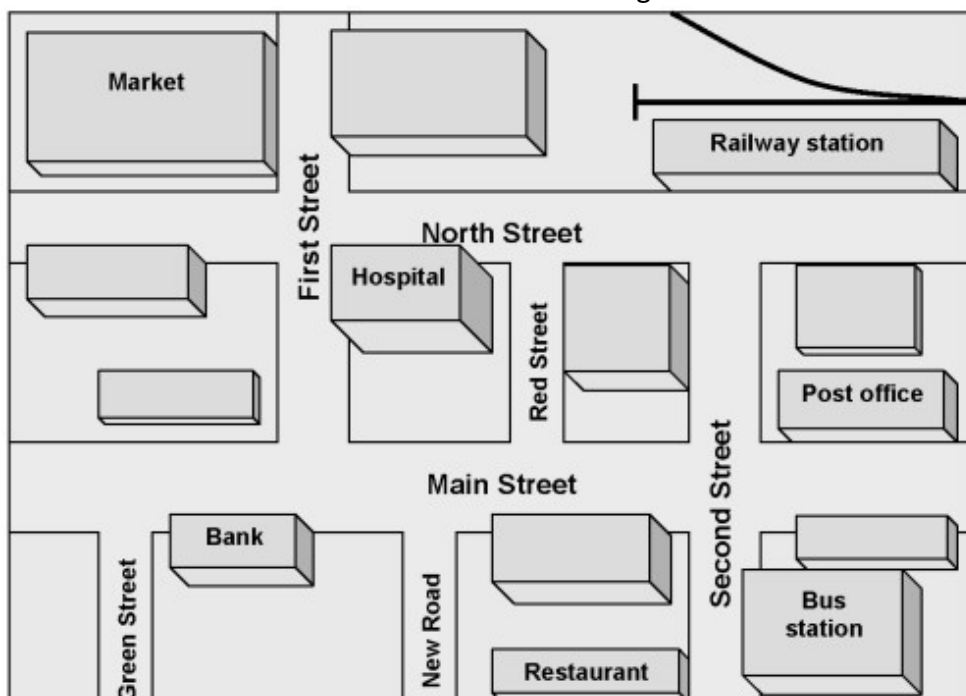 Market
Railway station
First Street
North Street
Hospital
Red Street
Post office
Main Street
Second Street
Bank
Green Street
New Road
Bus
station
Restaurant